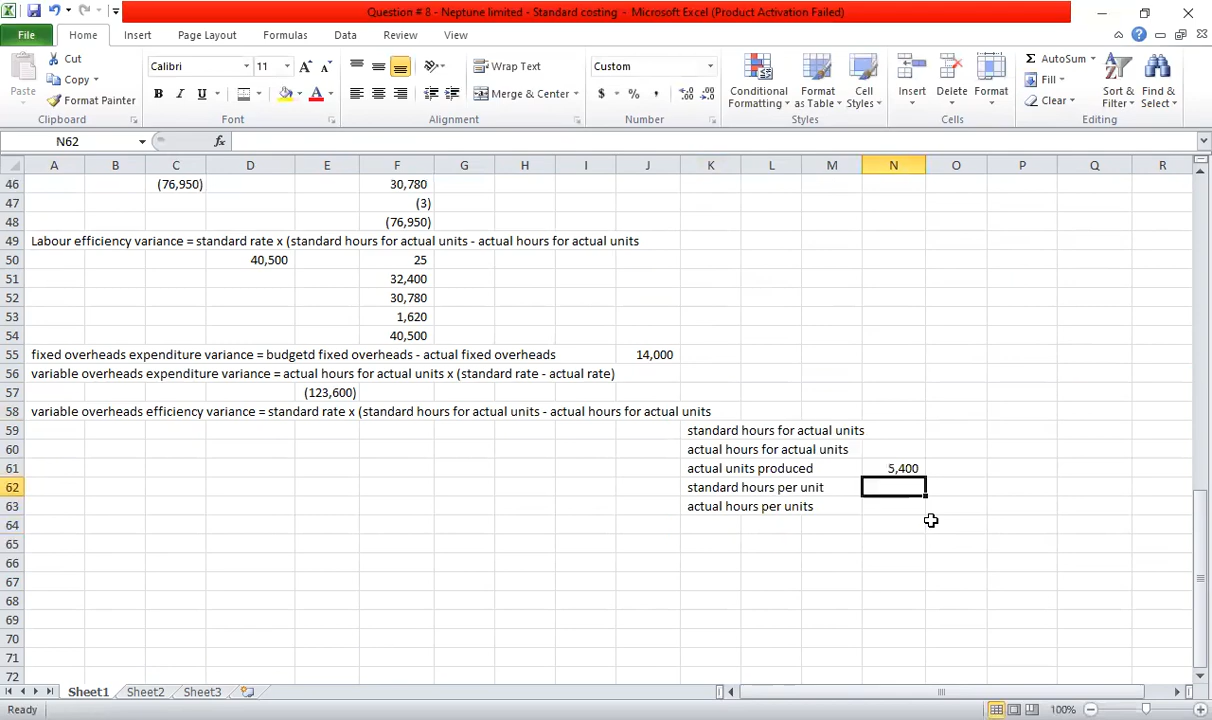 Question # 8 - Neptune limited - Standard costing - Microsoft Excel (Product Activation Failed)
File Home Insert Page Layout Formulas Data Review View
Cut
Copy
Format Painter
Paste
Clipboard
Calibri 11
B I U
Font
Wrap Text
Merge & Center
Alignment
Custom
$ % ,
Number
Conditional Formatting
Format as Table
Cell Styles
Styles
Insert Delete Format
Cells
AutoSum
Fill
Clear
Sort & Filter
Find & Select
Editing
N62 fx
A B C D E F G H I J K L M N O P Q R
46 (76,950) 30,780
47 (3)
48 (76,950)
49 Labour efficiency variance = standard rate x (standard hours for actual units - actual hours for actual units
50 40,500 25
51 32,400
52 30,780
53 1,620
54 40,500
55 fixed overheads expenditure variance = budgetd fixed overheads - actual fixed overheads 14,000
56 variable overheads expenditure variance = actual hours for actual units x (standard rate - actual rate)
57 (123,600)
58 variable overheads efficiency variance = standard rate x (standard hours for actual units - actual hours for actual units
59 standard hours for actual units
60 actual hours for actual units
61 actual units produced 5,400
62 standard hours per unit
63 actual hours per units
64
65
66
67
68
69
70
71
72
Sheet1 Sheet2 Sheet3
Ready 100%